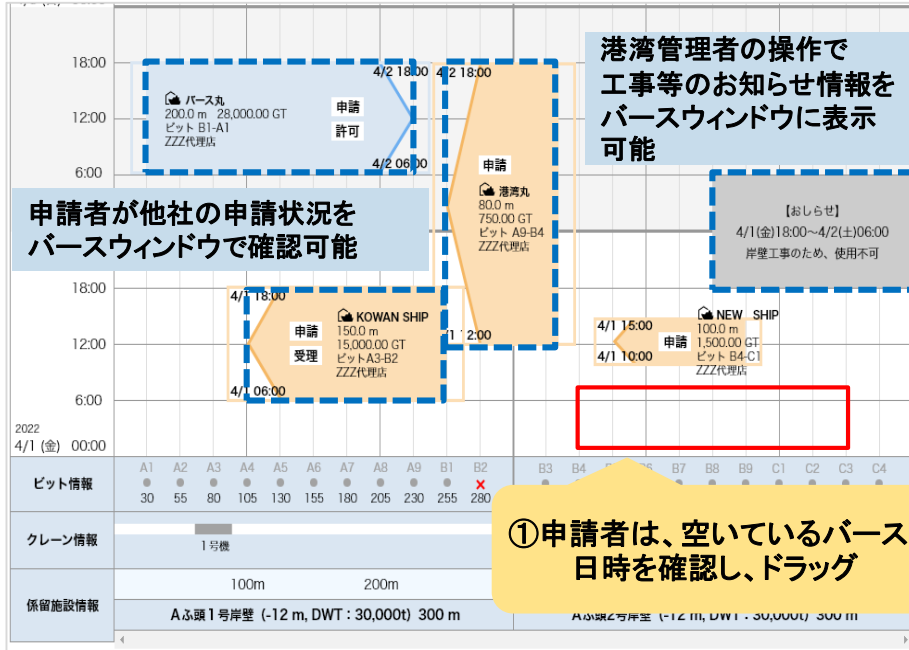 18:00
12:00
6:00
18:00
12:00
6:00
2022
4/1 (金) 00:00
4/2 18:00
バース丸
200.0 m 28,000.00 GT
ビット B1-A1
ZZZ代理店
申請
許可
4/2 06:00
4/2 18:00
申請
港湾丸
80.0 m
750.00 GT
ビット A9-B4
ZZZ代理店
12:00
港湾管理者の操作で
工事等のお知らせ情報を
バースウィンドウに表示
可能
【おしらせ】
4/1(金)18:00〜4/2(土)06:00
岸壁工事のため、使用不可
申請者が他社の申請状況を
バースウィンドウで確認可能
4/1 18:00
KOWAN SHIP
150.0 m
15,000.00 GT
ビットA3-B2
ZZZ代理店
申請
受理
4/1 06:00
NEW SHIP
4/1 15:00
100.0 m
1,500.00 GT
ビット B4-C1
ZZZ代理店
申請
4/1 10:00
ビット情報
A1 A2 A3 A4 A5 A6 A7 A8 A9 B1 B2 B3 B4 B7 B8 B9 C1 C2 C3 C4
30 55 80 105 130 155 180 205 230 255 280
①申請者は、空いているバース
日時を確認し、ドラッグ
クレーン情報
1号機
係留施設情報
100m 200m
Aふ頭1号岸壁 (-12 m, DWT : 30,000t) 300 m
Aふ頭2号岸壁 (-12 m, DWT : 30,000t) 300 m